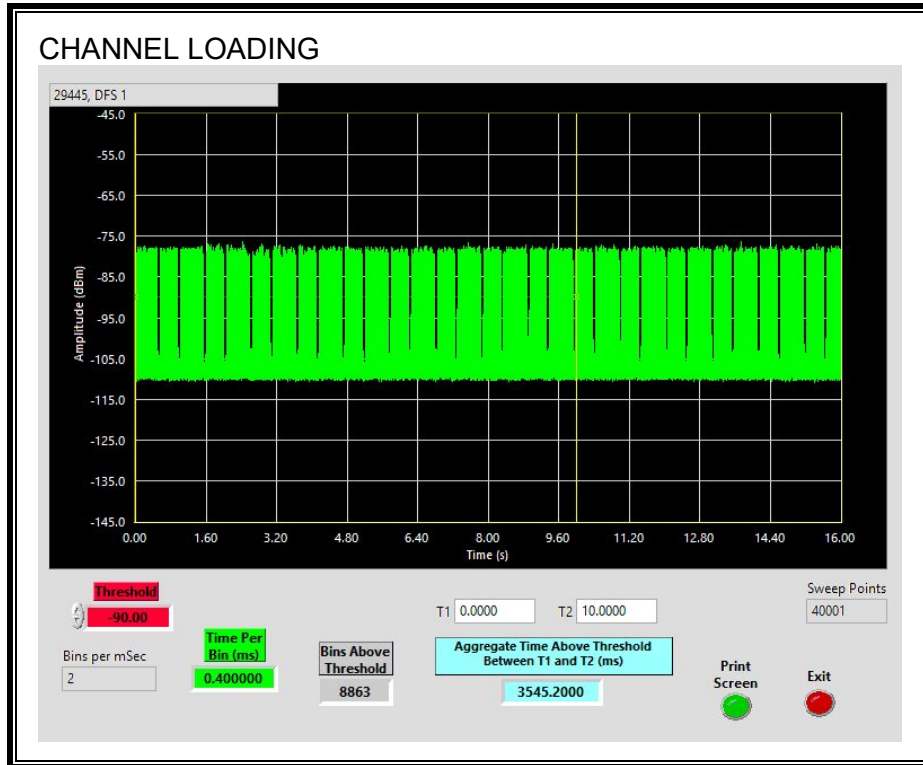 CHANNEL LOADING
29445, DFS 1
-45.0
-55.0
-65.0
-75.0
-85.0
-95.0
-105.0
-115.0
-125.0
-135.0
-145.0
Amplitude (dBm)
0.00 1.60 3.20 4.80 6.40 8.00 9.60 11.20 12.80 14.40 16.00
Time (s)
Threshold
-90.00
Bins per mSec
2
Time Per
Bin (ms)
0.400000
Bins Above
Threshold
8863
T1 0.0000 T2 10.0000
Aggregate Time Above Threshold
Between T1 and T2 (ms)
3545.2000
Sweep Points
40001
Print
Screen
Exit